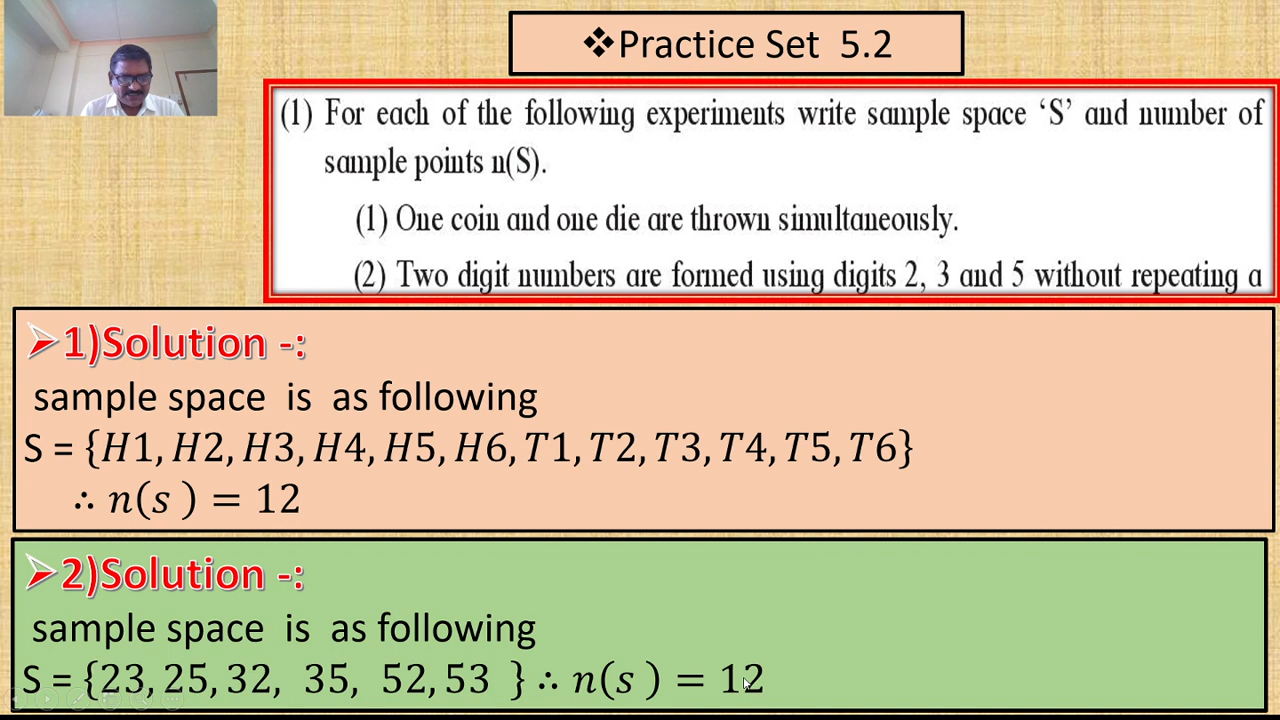 ❖Practice Set 5.2
(1) For each of the following experiments write sample space ‘S’ and number of
sample points n(S).
(1) One coin and one die are thrown simultaneously.
(2) Two digit numbers are formed using digits 2, 3 and 5 without repeating a
➢1)Solution -:
sample space is as following
S = {H1, H2, H3, H4, H5, H6, T1, T2, T3, T4, T5, T6}
∴ n(s ) = 12
➢2)Solution -:
sample space is as following
S = {23, 25, 32, 35, 52, 53 } ∴ n(s ) = 12